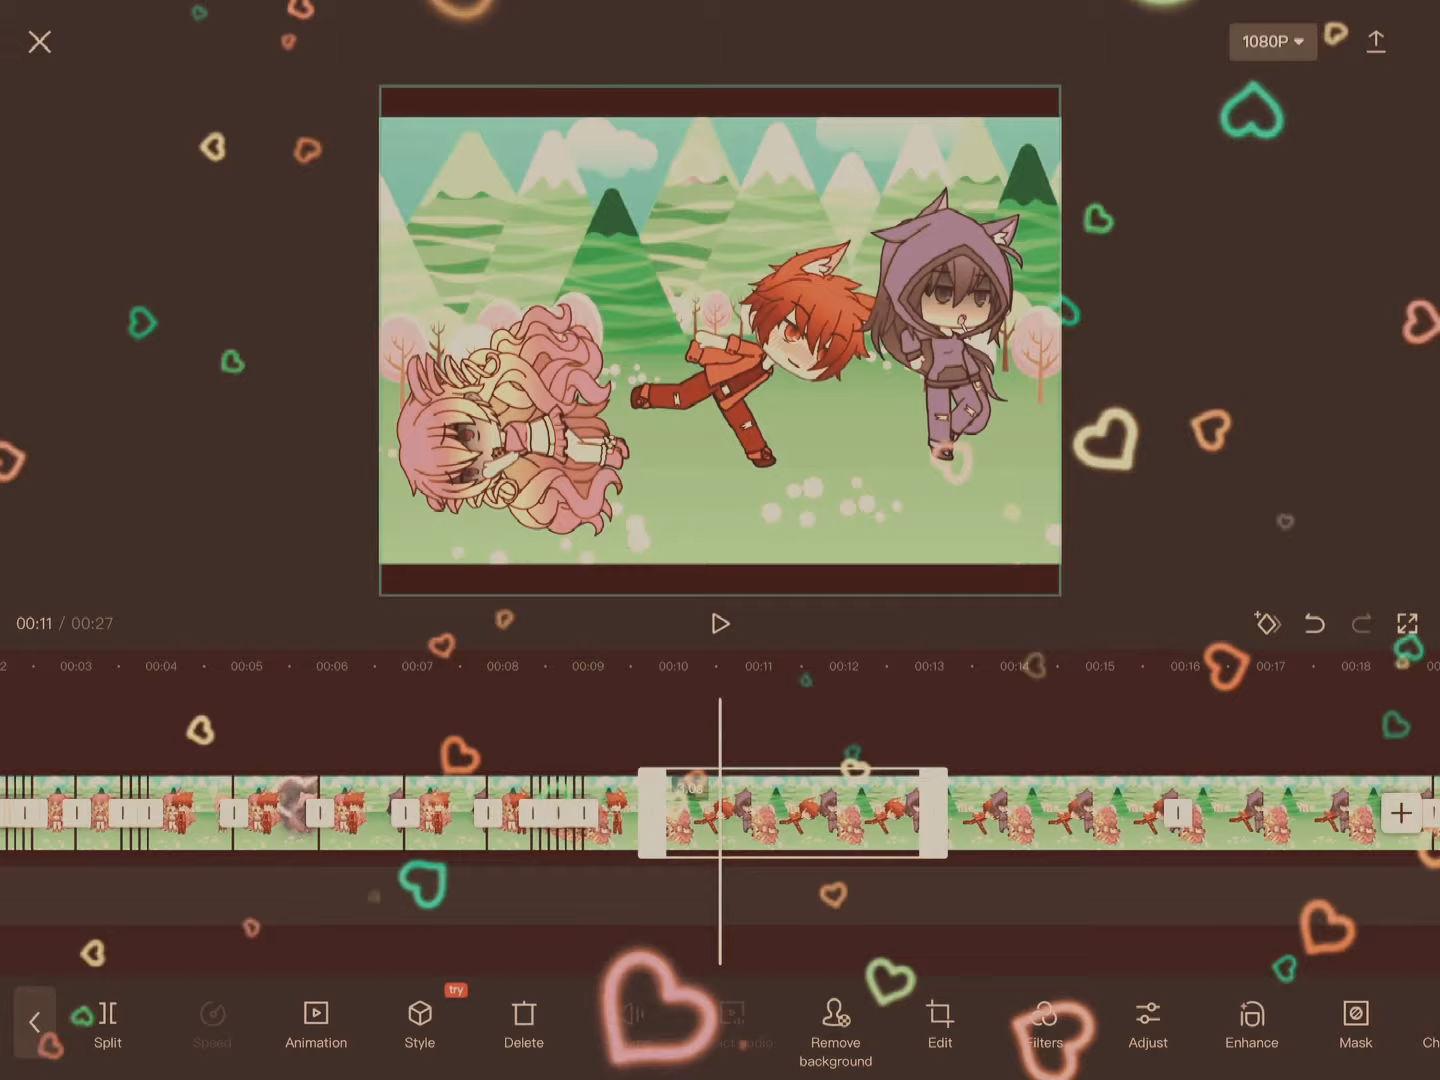 1080P
00:11 / 00:27
00:03 00:04 00:05 00:06 00:07 00:08 00:09 00:10 00:11 00:12 00:13 00:14 00:15 00:16 00:17 00:18
try
Split Speed Animation Style Delete Remove background Edit Filters Adjust Enhance Mask